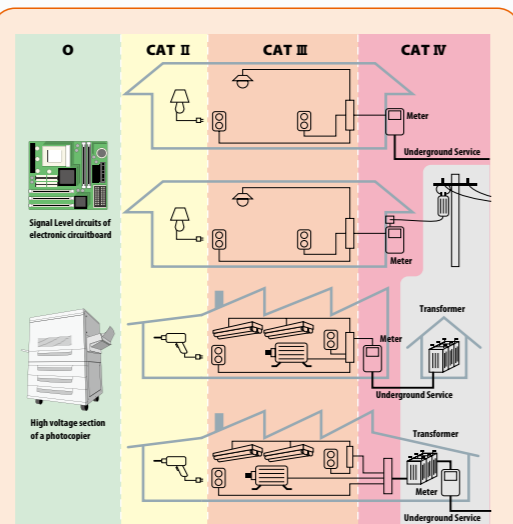 O CAT II CAT III CAT IV
Meter
Underground Service
Signal Level circuits of
electronic circuitboard
Meter
Transformer
Meter
Underground Service
High voltage section
of a photocopier
Transformer
Meter
Underground Service